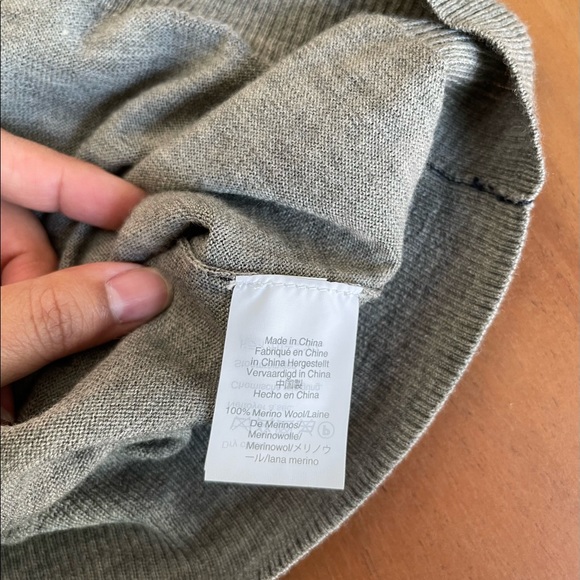 Made in China
Fabriqué en Chine
in China Hergestellt
Vervaardigd in China
中国製
Hecho en China
100% Merino Wool/Laine
De Merinos/
Merinowolle/
Merinowol/メリノウ
ール/lana merino